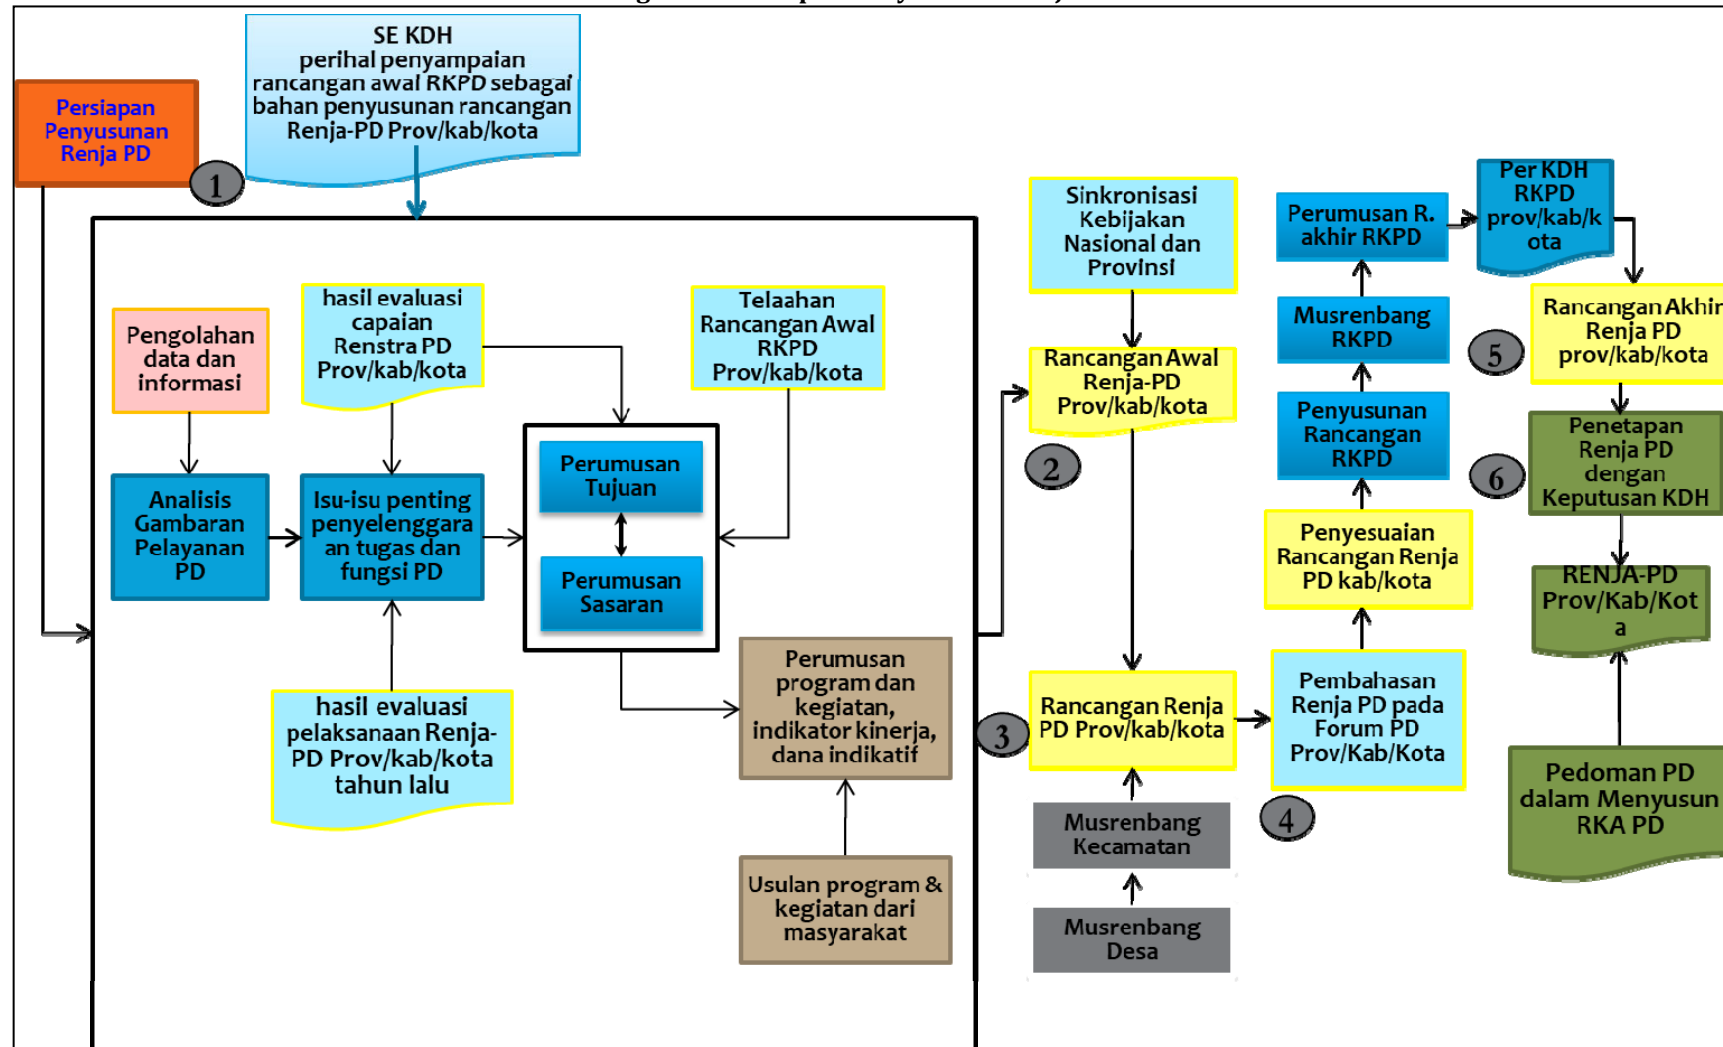 SE KDH
perihal penyampaian
rancangan awal RKPD sebagai
bahan penyusunan rancangan
Renja-PD Prov/kab/kota
Persiapan
Penyusunan
Renja PD
1
Pengolahan
data dan
informasi
hasil evaluasi
capaian
Renstra PD
Prov/kab/kota
Telaahan
Rancangan Awal
RKPD
Prov/kab/kota
Analisis
Gambaran
Pelayanan
PD
Isu-isu penting
penyelenggara
an tugas dan
fungsi PD
Perumusan
Tujuan
Perumusan
Sasaran
hasil evaluasi
pelaksanaan Renja-
PD Prov/kab/kota
tahun lalu
Perumusan
program dan
kegiatan,
indikator kinerja,
dana indikatif
Usulan program &
kegiatan dari
masyarakat
Sinkronisasi
Kebijakan
Nasional dan
Provinsi
Rancangan Awal
Renja-PD
Prov/kab/kota
2
Rancangan Renja
PD Prov/kab/kota
3
Musrenbang
Kecamatan
Musrenbang
Desa
Pembahasan
Renja PD pada
Forum PD
Prov/Kab/Kota
4
Penyesuaian
Rancangan Renja
PD kab/kota
Penyusunan
Rancangan
RKPD
Musrenbang
RKPD
Perumusan R.
akhir RKPD
Per KDH
RKPD
prov/kab/k
ota
Rancangan Akhir
Renja PD
prov/kab/kota
5
Penetapan
Renja PD
dengan
Keputusan KDH
6
RENJA-PD
Prov/Kab/Kot
a
Pedoman PD
dalam Menyusun
RKA PD